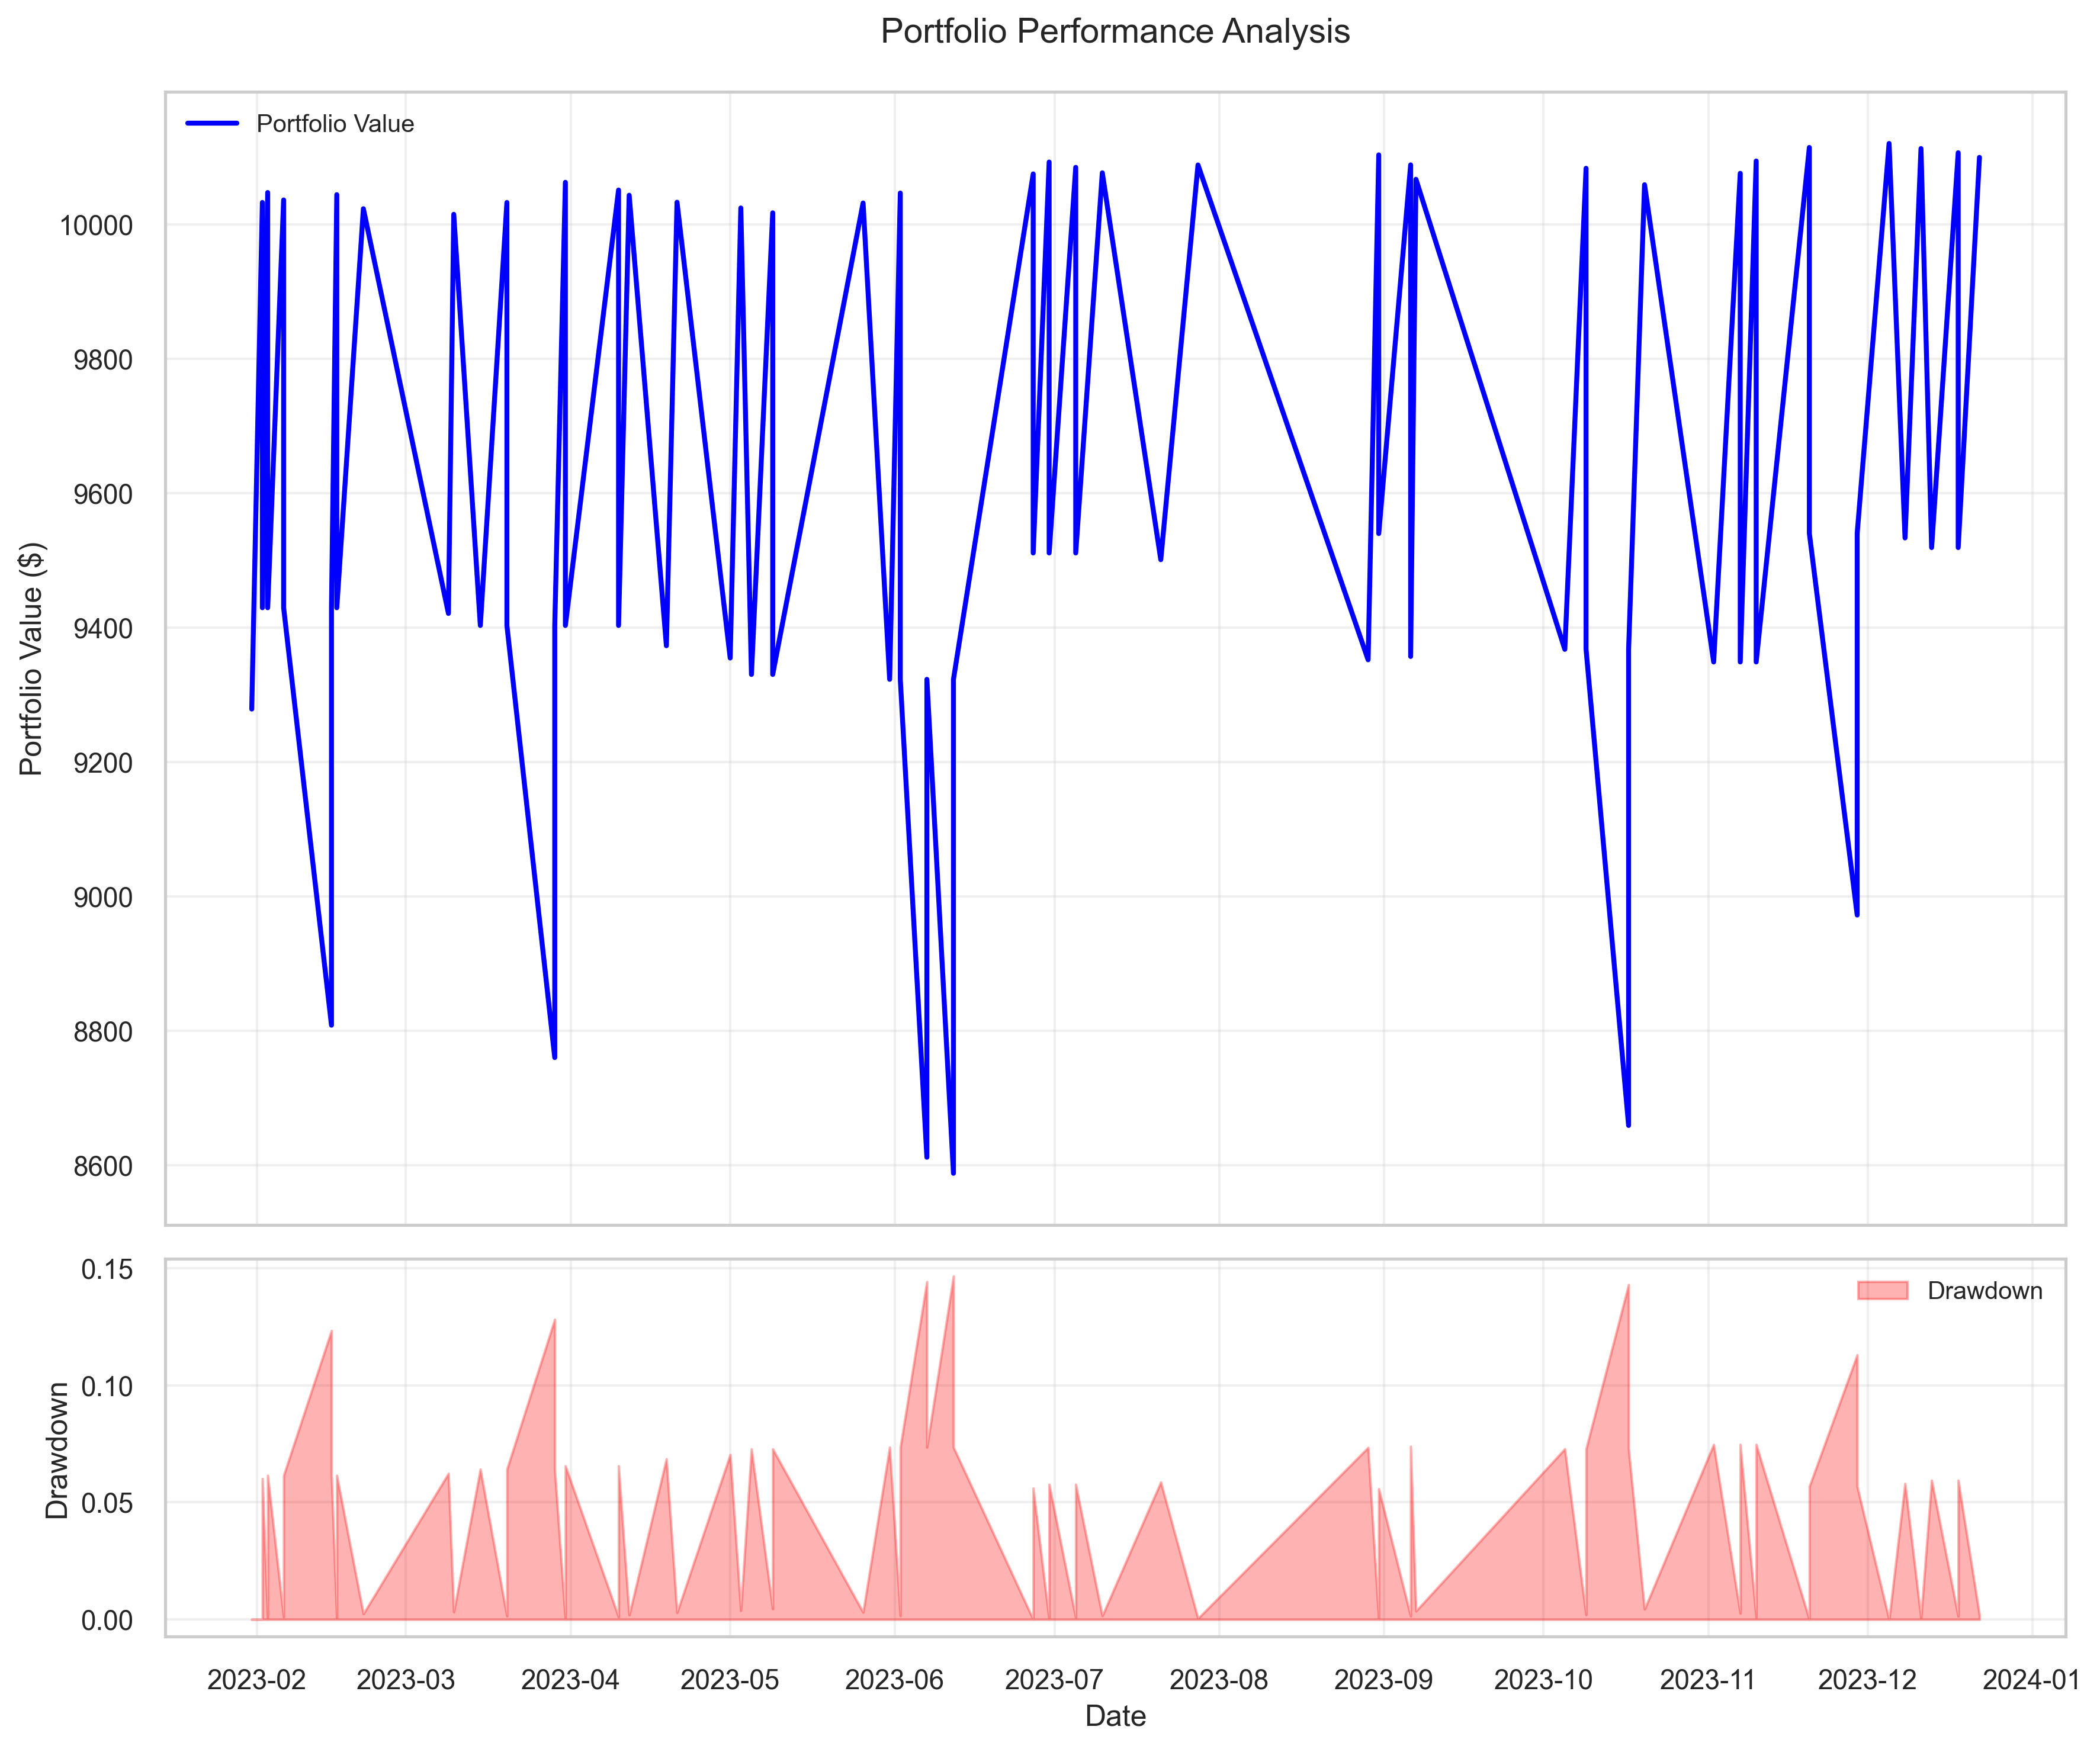 Portfolio Performance Analysis
Portfolio Value
10000
9800
9600
9400
9200
9000
8800
8600
Portfolio Value ($)
0.15
0.10
0.05
0.00
Drawdown
Drawdown
2023-02 2023-03 2023-04 2023-05 2023-06 2023-07 2023-08 2023-09 2023-10 2023-11 2023-12 2024-01
Date